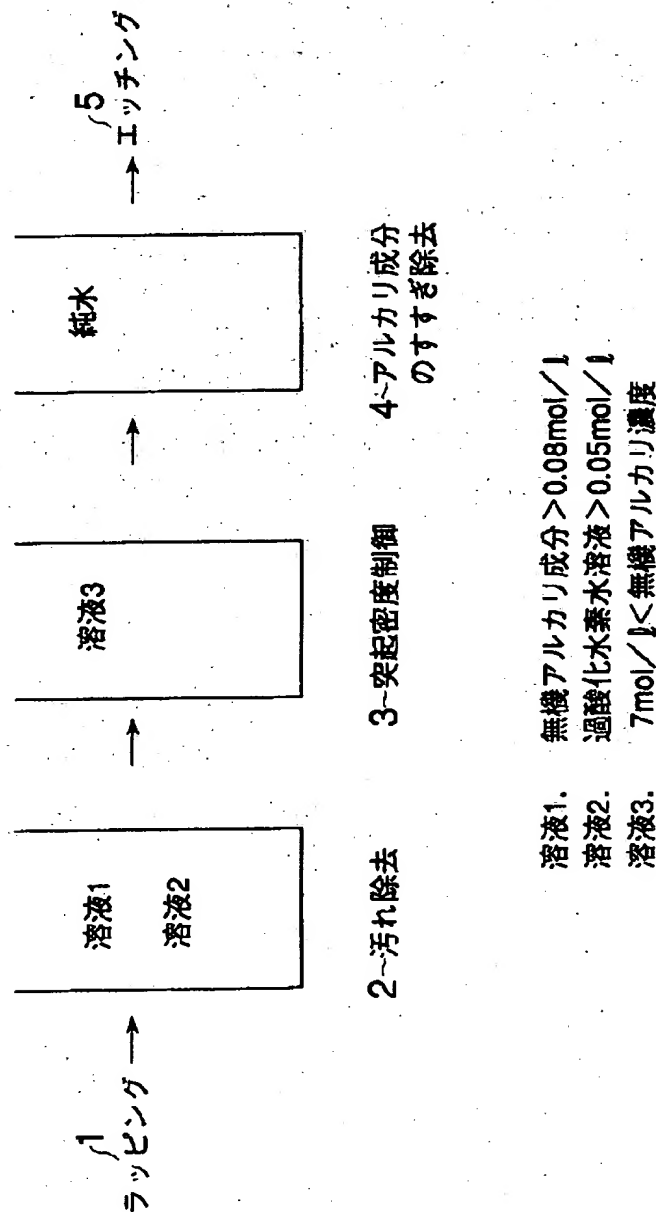 1
ラッピング
溶液1
溶液2
2~汚れ除去
溶液3
3~突起密度制御
純水
4~アルカリ成分
のすすぎ除去
5
エッチング
溶液1. 無機アルカリ成分>0.08mol/l
溶液2. 過酸化水素水溶液>0.05mol/l
溶液3. 7mol/l<無機アルカリ濃度